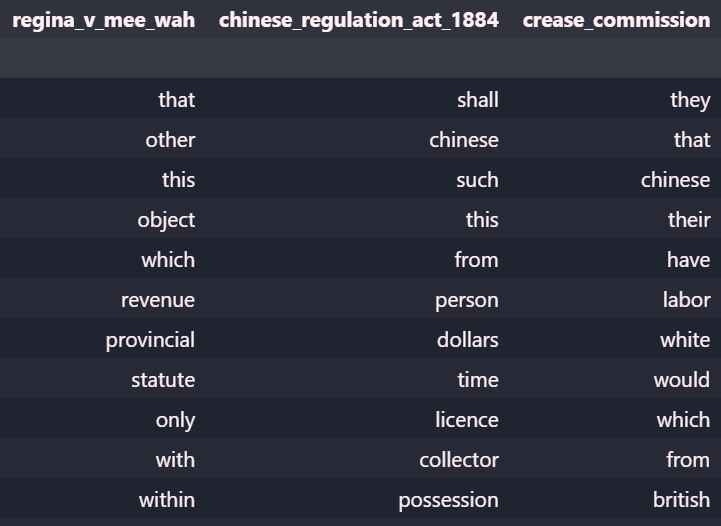 regina_v_mee_wah chinese_regulation_act_1884 crease_commission
that shall they
other chinese that
this such chinese
object this their
which from have
revenue person labor
provincial dollars white
statute time would
only licence which
with collector from
within possession british